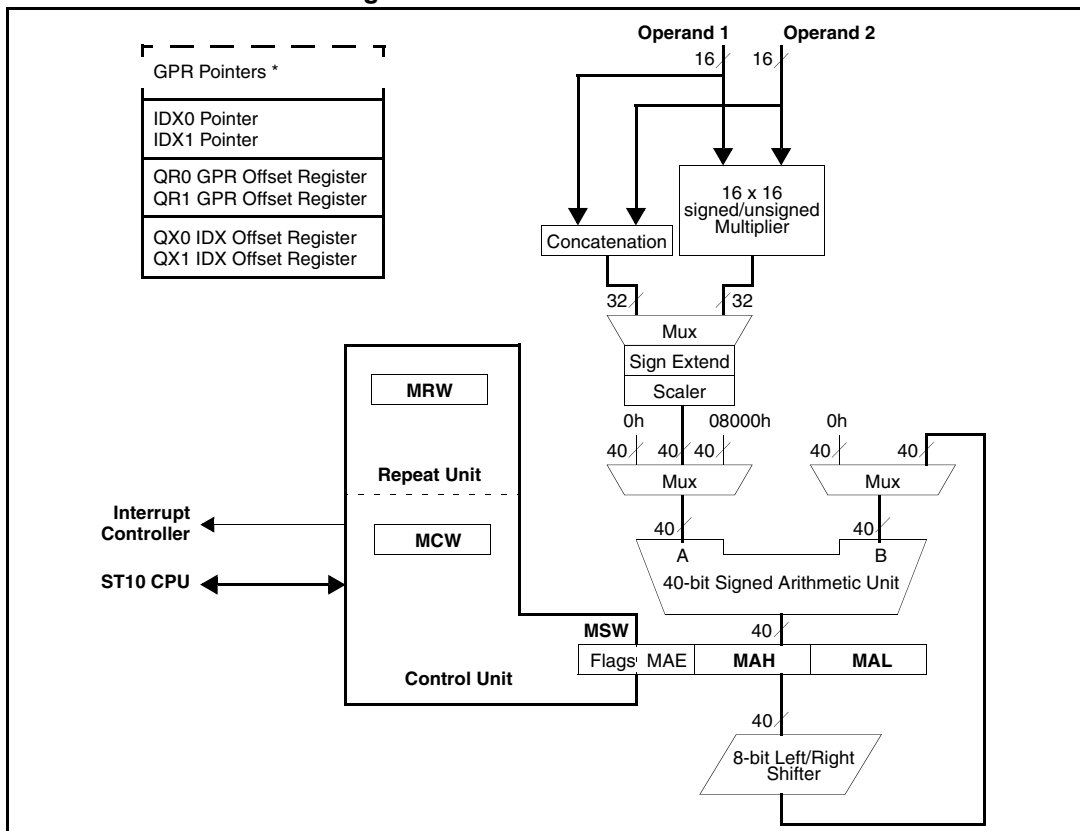 Operand 1 Operand 2
16 16
GPR Pointers *
IDX0 Pointer
IDX1 Pointer
QR0 GPR Offset Register
QR1 GPR Offset Register
QX0 IDX Offset Register
QX1 IDX Offset Register
16 x 16
signed/unsigned
Multiplier
Concatenation
32 32
Mux
Sign Extend
Scaler
0h 08000h 0h
40 40 40 40 40
Mux Mux
40 40
A B
40-bit Signed Arithmetic Unit
40
MRW
Repeat Unit
Interrupt
Controller
MCW
ST10 CPU
MSW
Flags MAE MAH MAL
Control Unit
40
8-bit Left/Right
Shifter